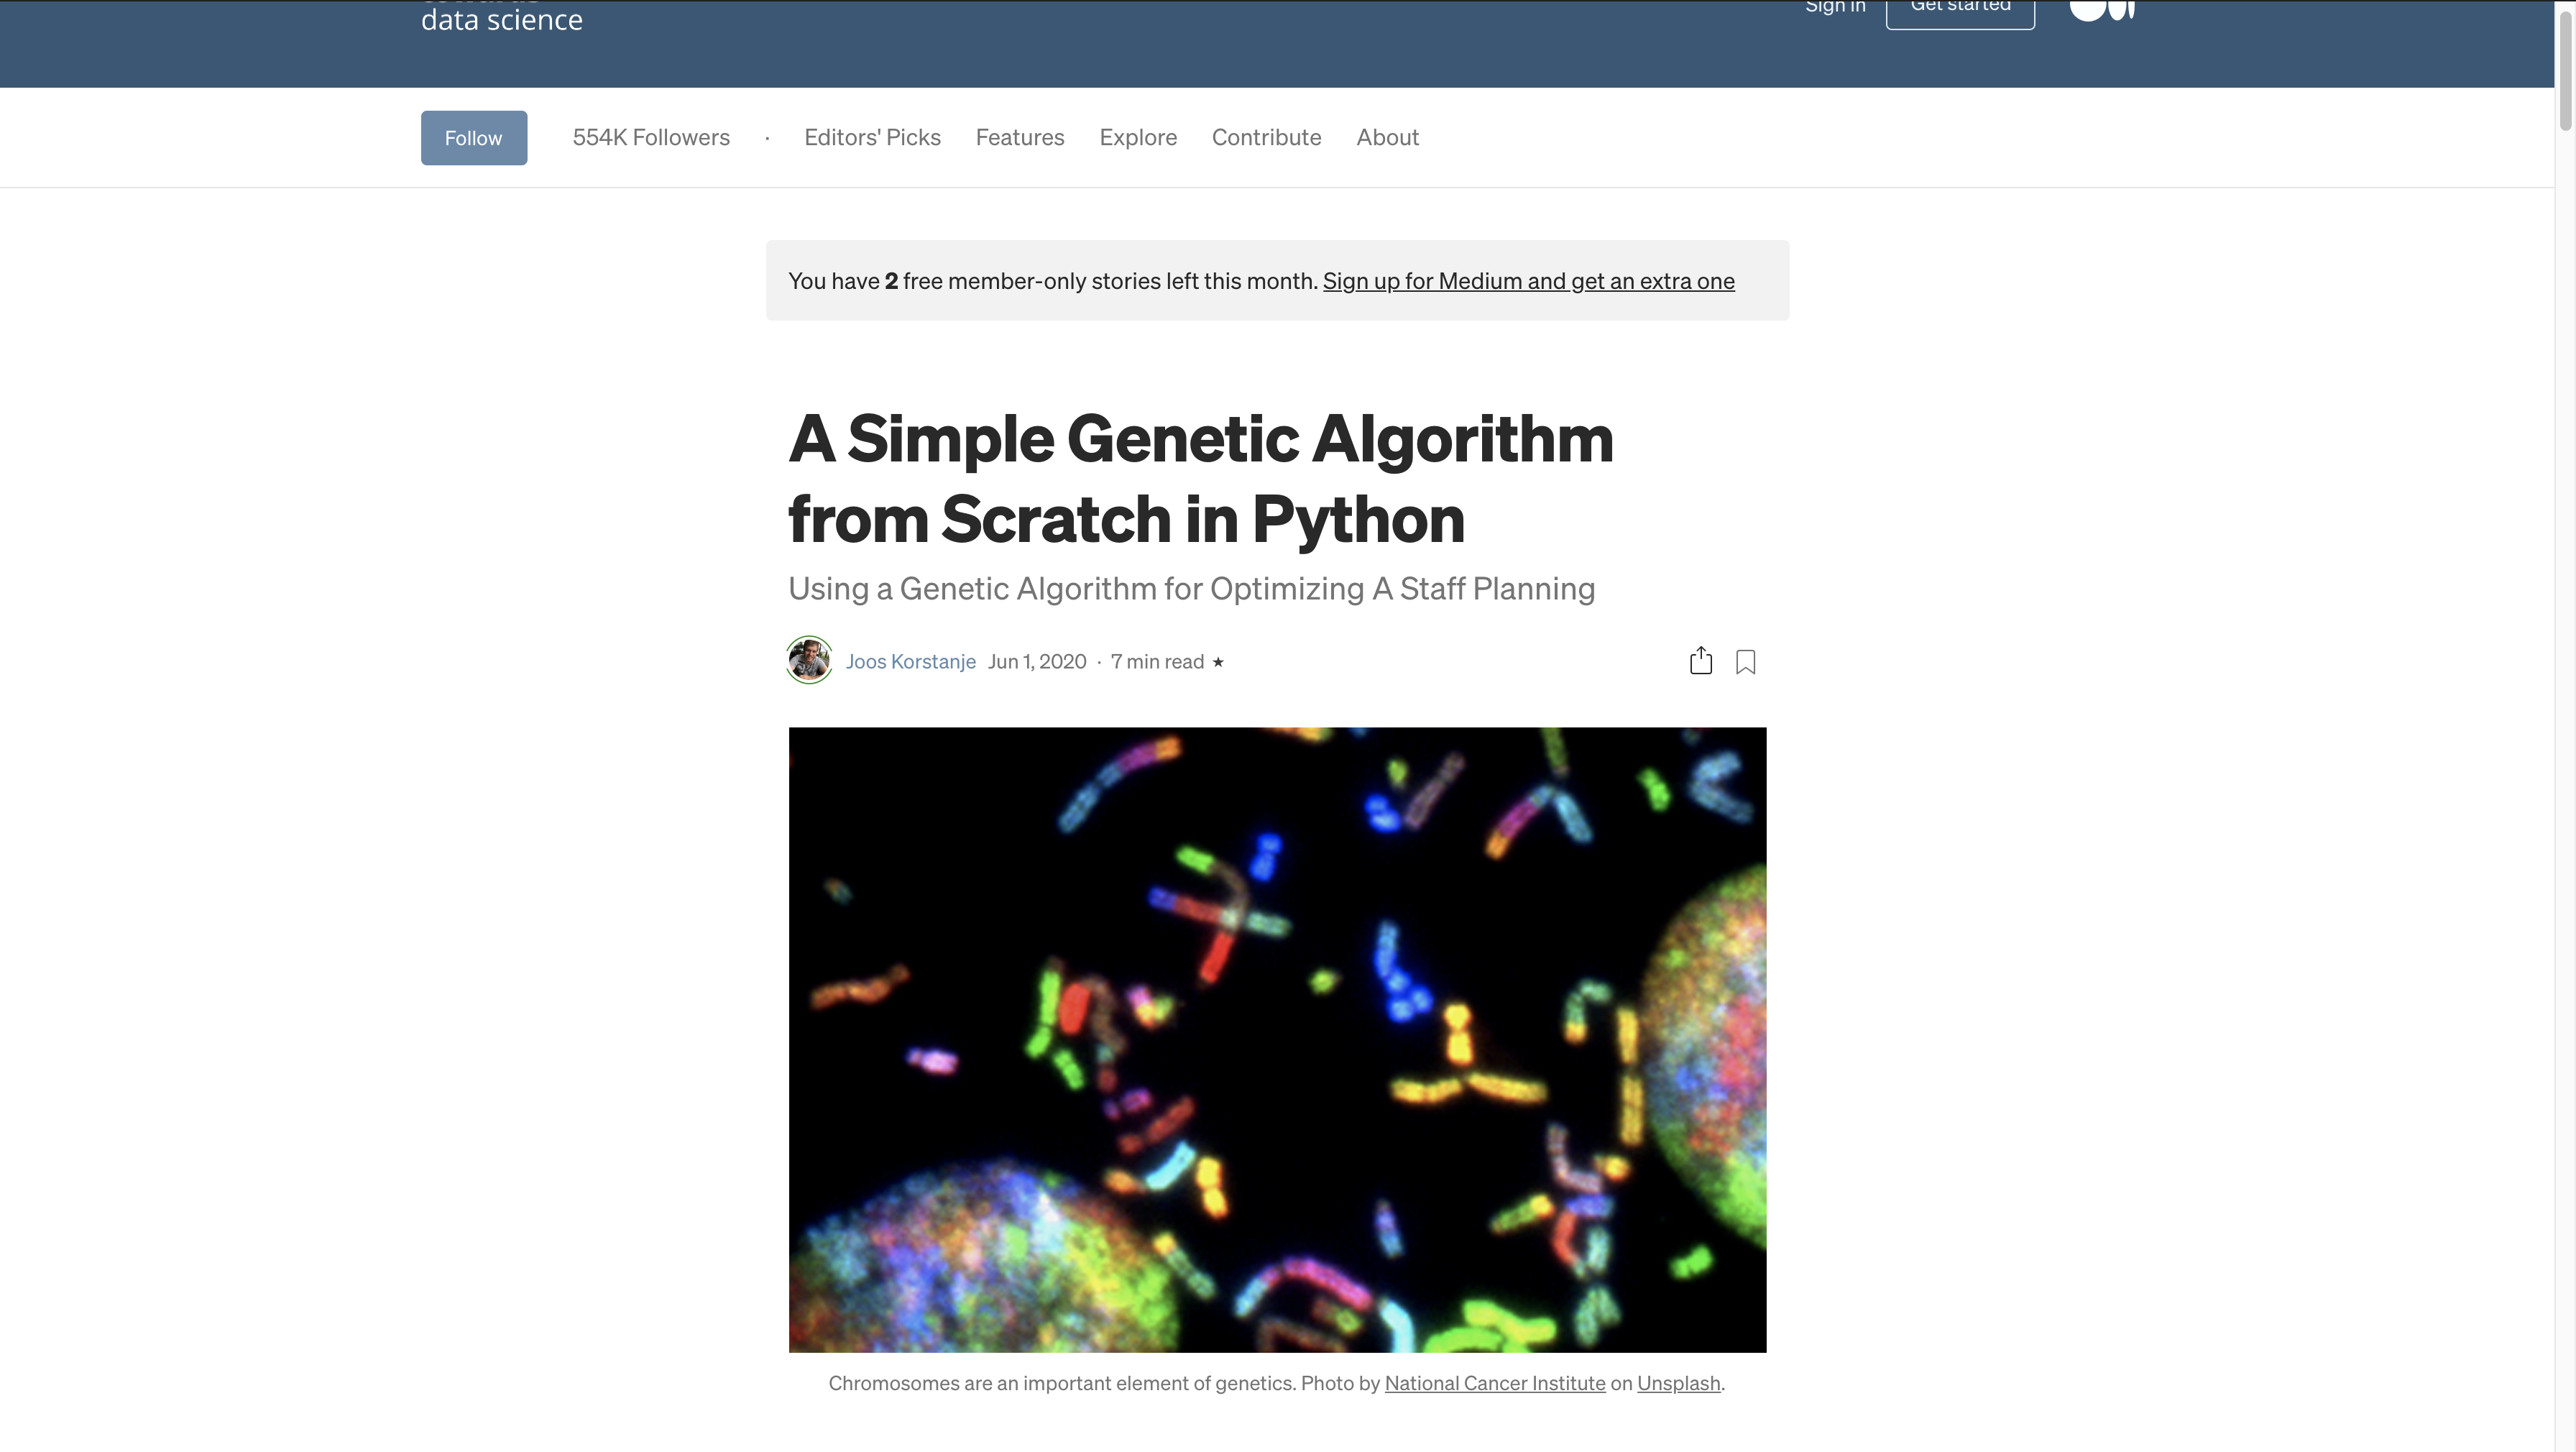 data science
Sign in
Get started
Follow
554K Followers
·
Editors' Picks
Features
Explore
Contribute
About
You have 2 free member-only stories left this month. Sign up for Medium and get an extra one
A Simple Genetic Algorithm
from Scratch in Python
Using a Genetic Algorithm for Optimizing A Staff Planning
Joos Korstanje Jun 1, 2020 · 7 min read ★
Chromosomes are an important element of genetics. Photo by National Cancer Institute on Unsplash.